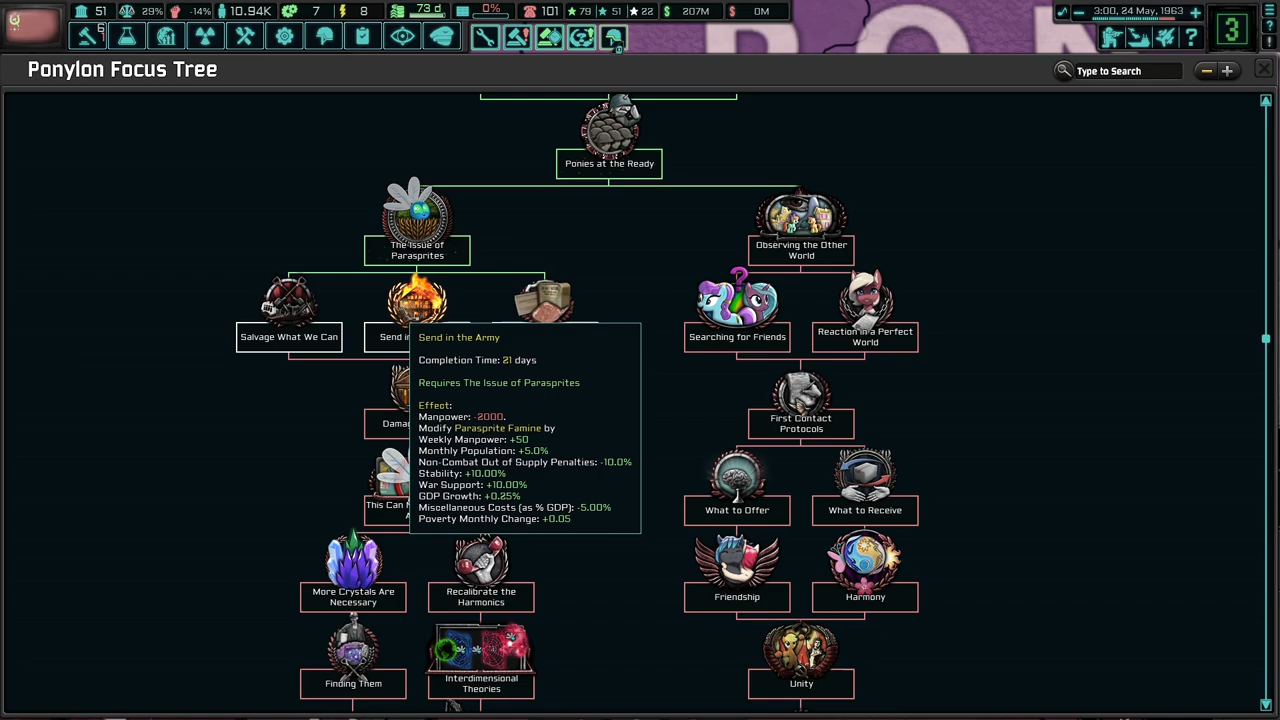 51 29% -14% 10.94K 7 8 73 d 0% 101 79 51 22 207M 0M 3:00, 24 May, 1963
3
Ponylon Focus Tree
Type to Search
Ponies at the Ready
The Issue of
Parasprites
Observing the Other
World
Salvage What We Can
Send in
Searching for Friends
Reaction in a Perfect
World
Send in the Army
Completion Time: 21 days
Requires The Issue of Parasprites
Effect:
Manpower: -2000.
Modify Parasprite Famine by
Weekly Manpower: +50
Monthly Population: +5.0%
Non-Combat Out of Supply Penalties: -10.0%
Stability: +10.00%
War Support: +10.00%
GDP Growth: +0.25%
Miscellaneous Costs (as % GDP): -5.00%
Poverty Monthly Change: +0.05
Dama
First Contact
Protocols
This Can N
What to Offer
What to Receive
More Crystals Are
Necessary
Recalibrate the
Harmonics
Friendship
Harmony
Finding Them
Interdimensional
Theories
Unity